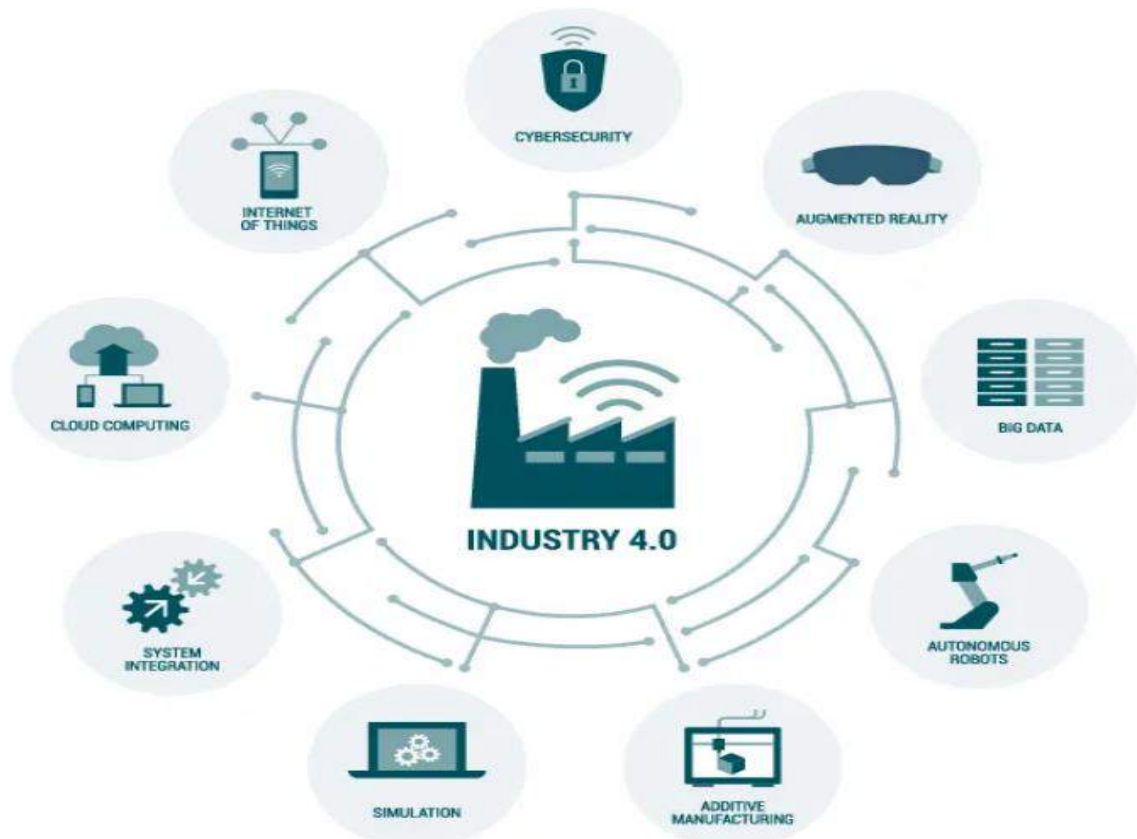 CYBERSECURITY
INTERNET
OF THINGS
AUGMENTED REALITY
CLOUD COMPUTING
BIG DATA
INDUSTRY 4.0
SYSTEM
INTEGRATION
AUTONOMOUS
ROBOTS
SIMULATION
ADDITIVE
MANUFACTURING